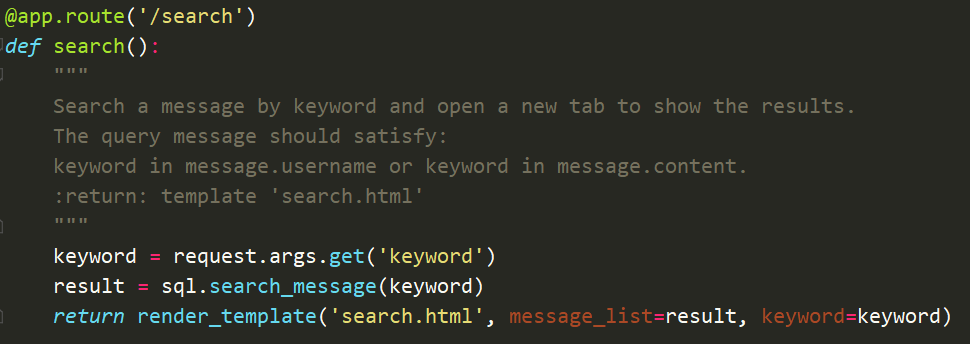 @app.route('/search')
def search():
    """
    Search a message by keyword and open a new tab to show the results.
    The query message should satisfy:
    keyword in message.username or keyword in message.content.
    :return: template 'search.html'
    """
    keyword = request.args.get('keyword')
    result = sql.search_message(keyword)
    return render_template('search.html', message_list=result, keyword=keyword)